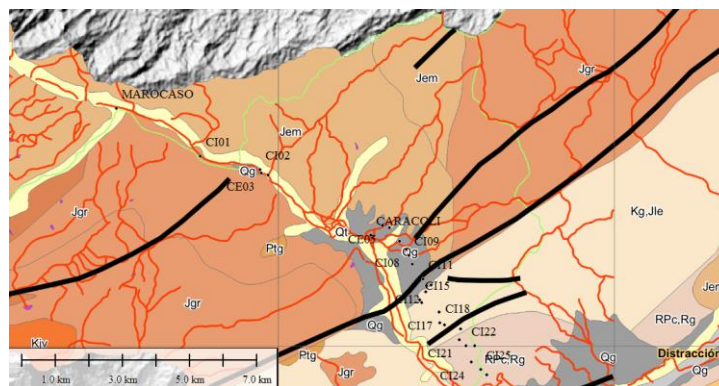 Jgr
Jem
MAROCASO
Jem
CI01
CI02
Qg
CE03
Kg,Jle
Jgr
CARACOLI
Qt
CE05
CI09
Qg
Ptg
CI08
CI11
CI15
CI12
Jgr
CI18
CI17
Qg
CI22
RPc,Rg
Kiv
CI21
Distracción
Ptg
RPc,Rg
CI25
Qg
Jgr
CI24
1.0 km 3.0 km 5.0 km 7.0 km